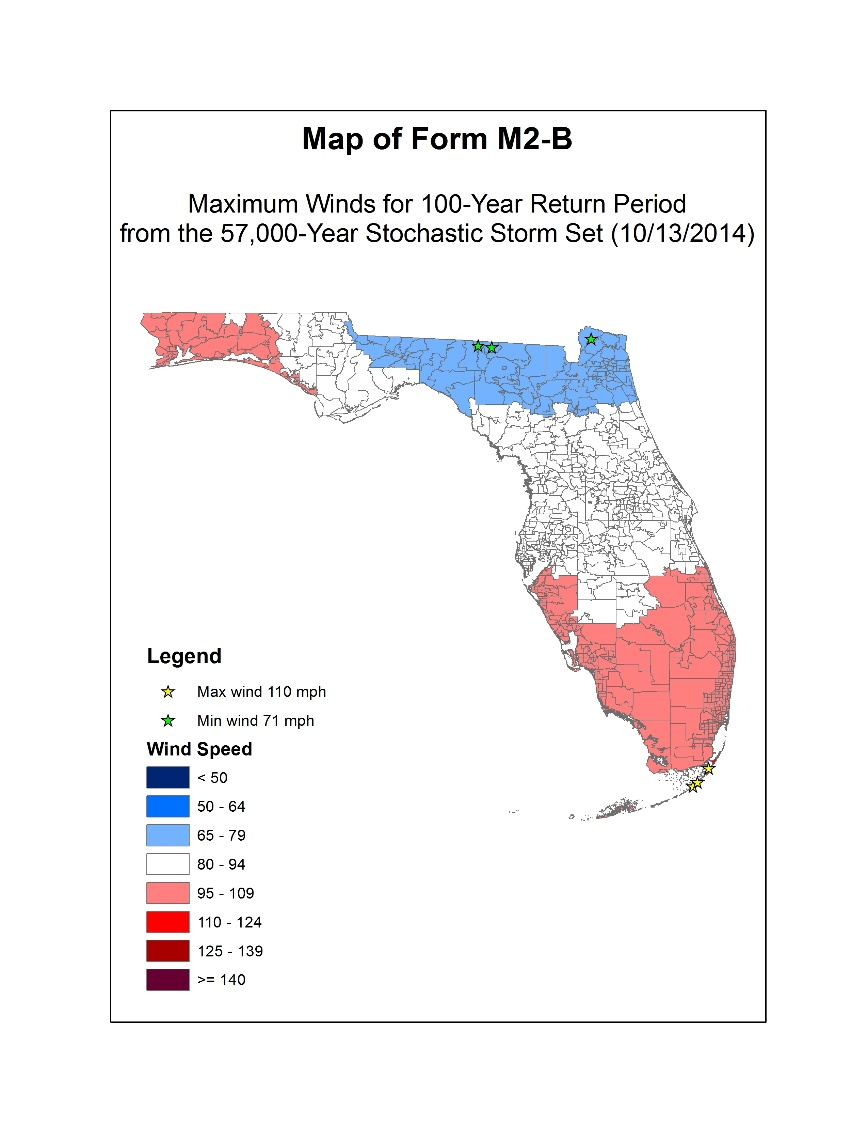 Map of Form M2-B
Maximum Winds for 100-Year Return Period
from the 57,000-Year Stochastic Storm Set (10/13/2014)
Legend
Max wind 110 mph
Min wind 71 mph
Wind Speed
< 50
50 - 64
65 - 79
80 - 94
95 - 109
110 - 124
125 - 139
>= 140